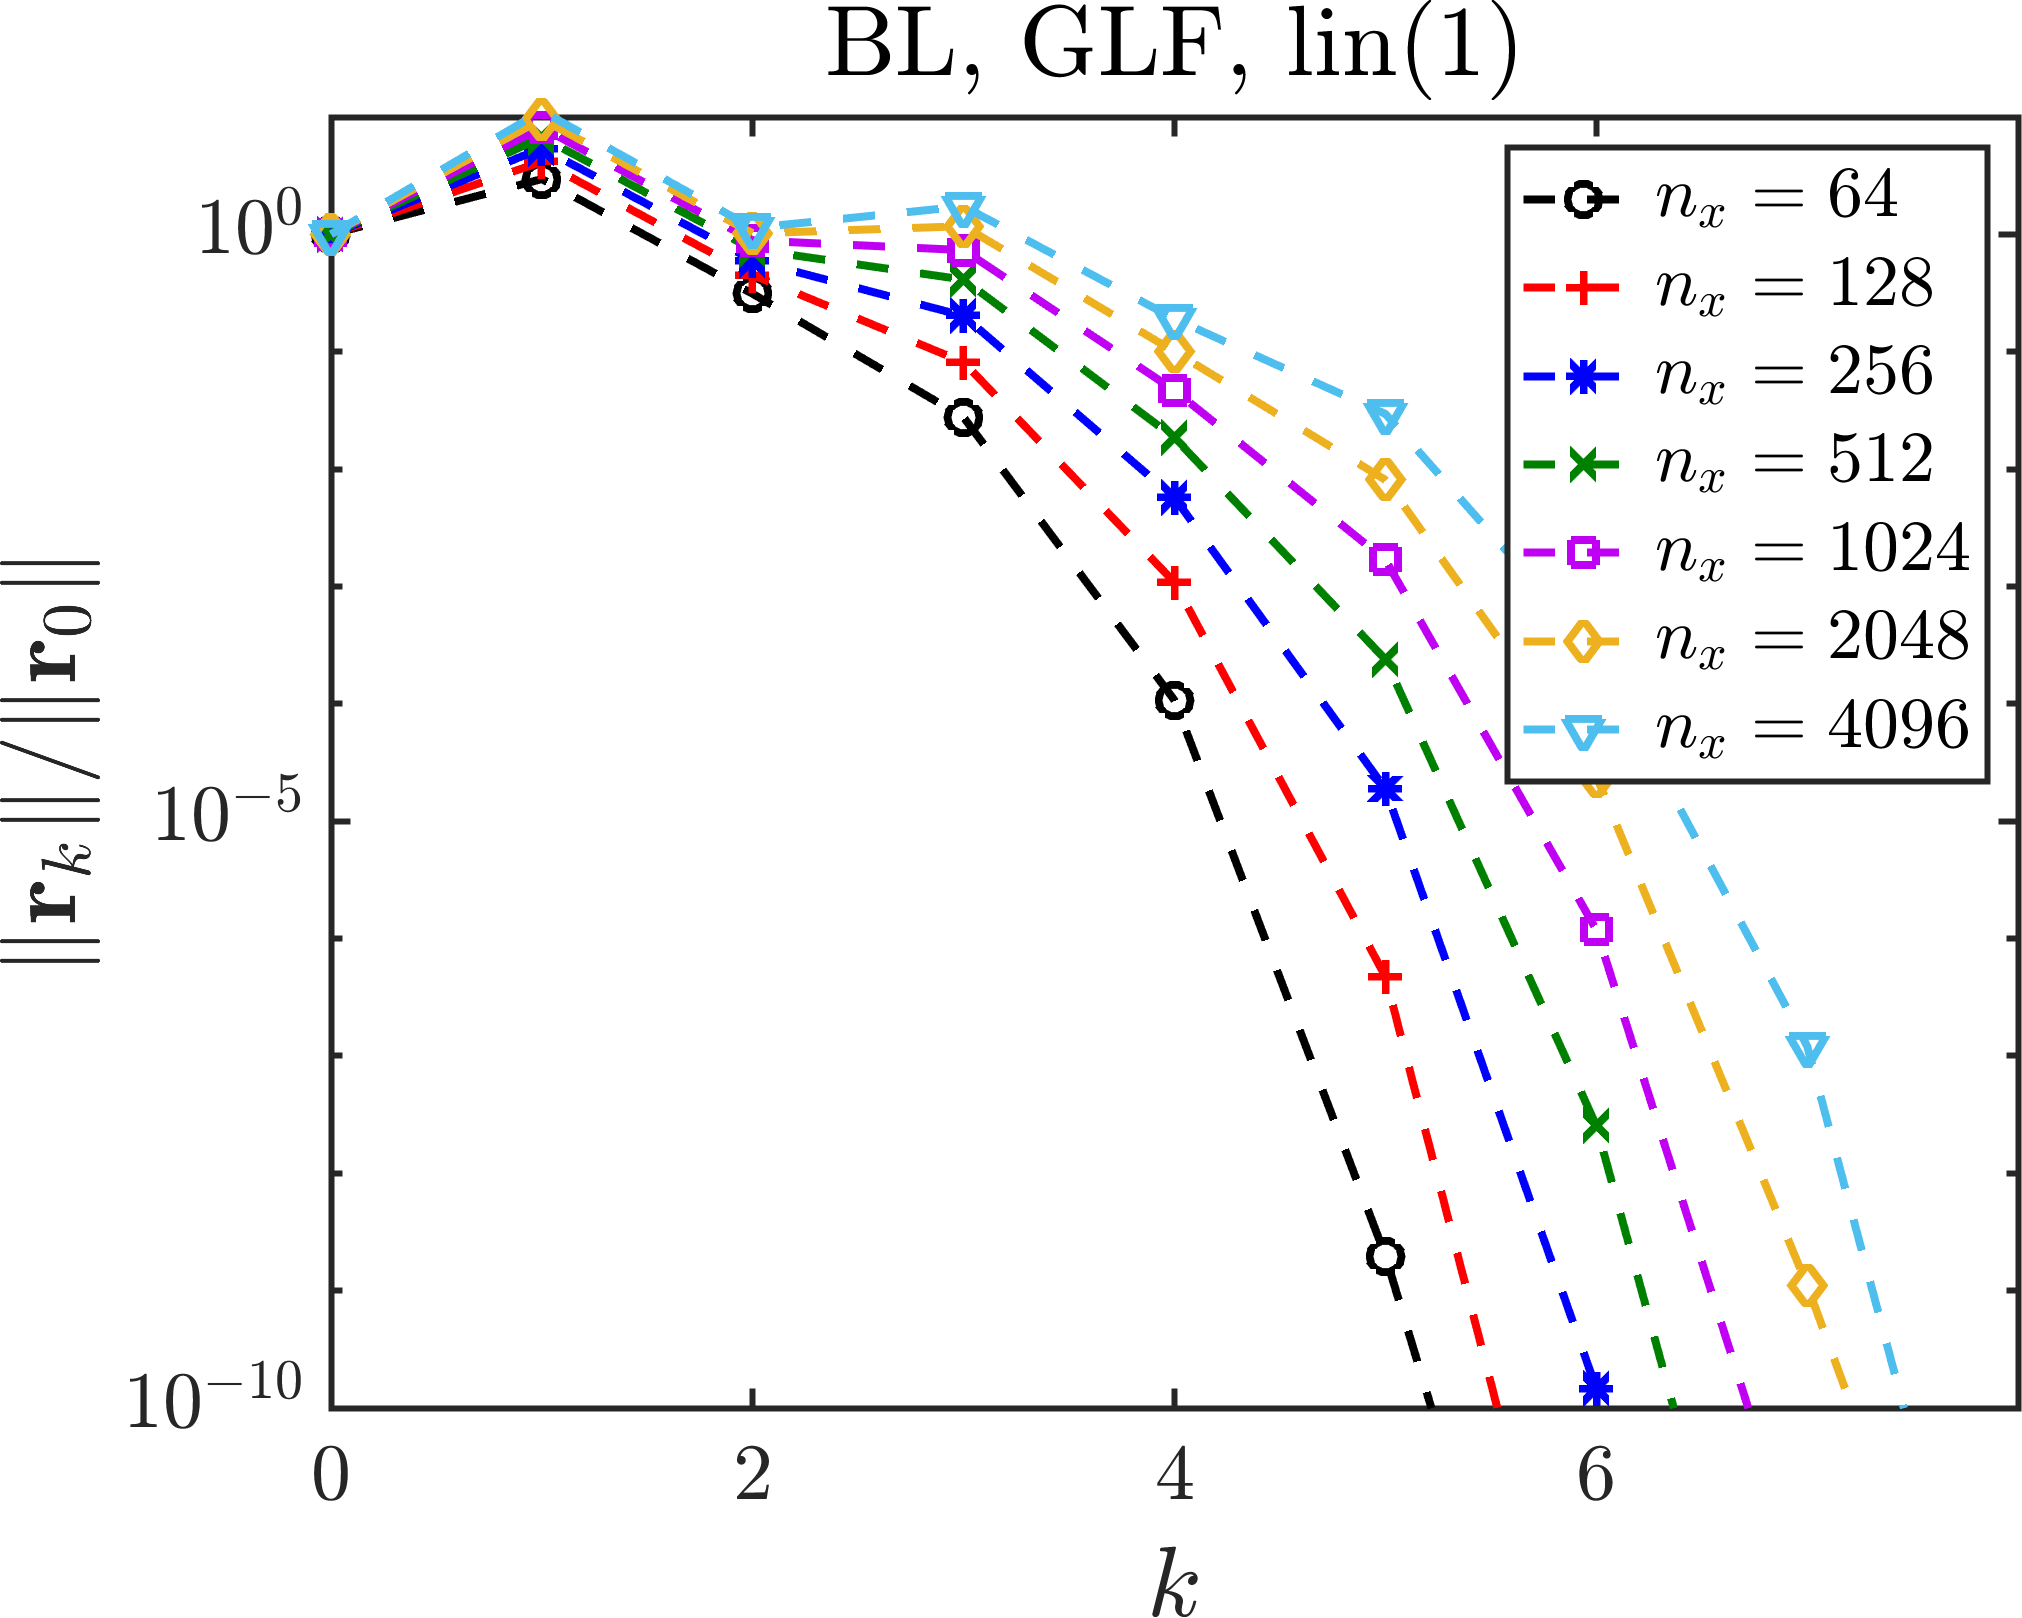 BL, GLF, lin(1)
‖r_k‖/‖r_0‖
10^0
10^{-5}
10^{-10}
0 2 4 6
k
n_x = 64
n_x = 128
n_x = 256
n_x = 512
n_x = 1024
n_x = 2048
n_x = 4096